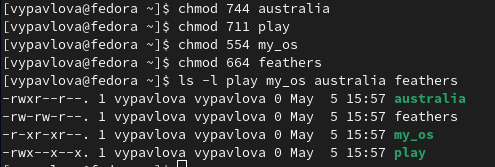 [vypavlova@fedora ~]$ chmod 744 australia
[vypavlova@fedora ~]$ chmod 711 play
[vypavlova@fedora ~]$ chmod 554 my_os
[vypavlova@fedora ~]$ chmod 664 feathers
[vypavlova@fedora ~]$ ls -l play my_os australia feathers
-rwxr--r--. 1 vypavlova vypavlova 0 May  5 15:57 australia
-rw-rw-r--. 1 vypavlova vypavlova 0 May  5 15:57 feathers
-r-xr-xr--. 1 vypavlova vypavlova 0 May  5 15:57 my_os
-rwx--x--x. 1 vypavlova vypavlova 0 May  5 15:57 play
[vypavlova@fedora ~]$